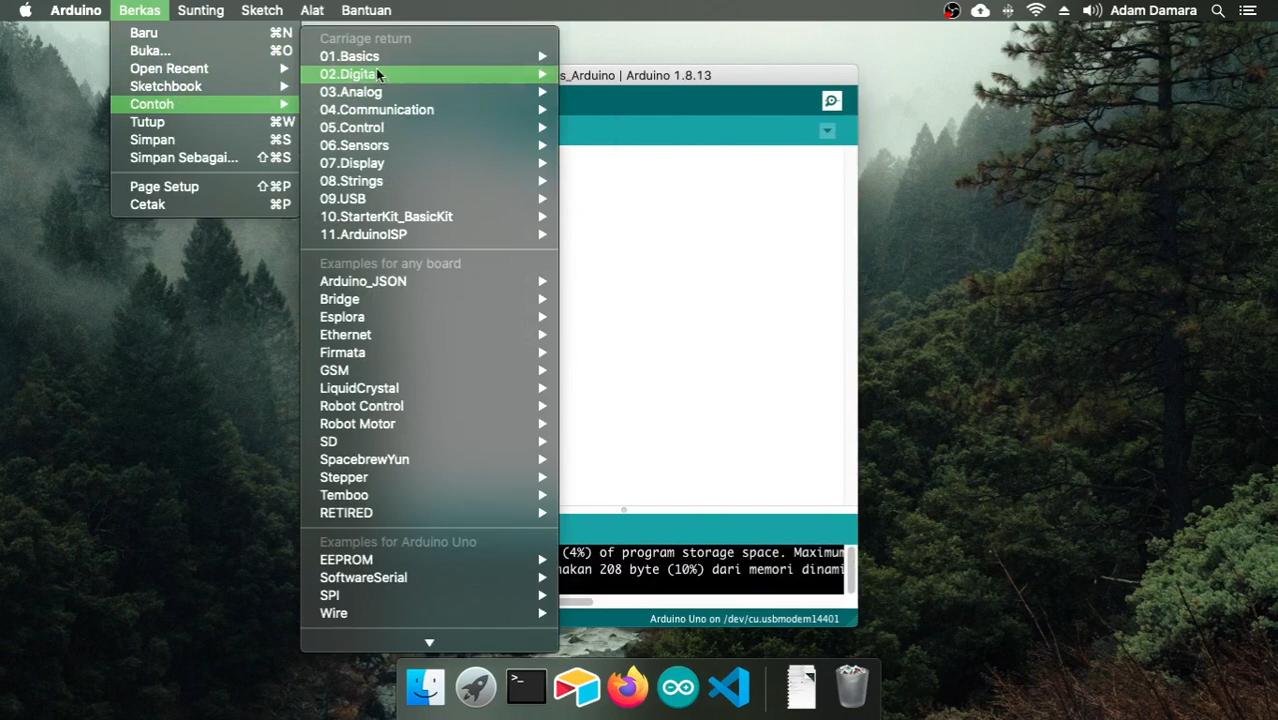 Arduino Berkas Sunting Sketch Alat Bantuan Adam Damara
Baru ⌘N
Buka... ⌘O
Open Recent
Sketchbook
Contoh
Tutup ⌘W
Simpan ⌘S
Simpan Sebagai... ⇧⌘S
Page Setup ⇧⌘P
Cetak ⌘P
Carriage return
01.Basics
02.Digital
03.Analog
04.Communication
05.Control
06.Sensors
07.Display
08.Strings
09.USB
10.StarterKit_BasicKit
11.ArduinoISP
Examples for any board
Arduino_JSON
Bridge
Esplora
Ethernet
Firmata
GSM
LiquidCrystal
Robot Control
Robot Motor
SD
SpacebrewYun
Stepper
Temboo
RETIRED
Examples for Arduino Uno
EEPROM
SoftwareSerial
SPI
Wire
s_Arduino | Arduino 1.8.13
(4%) of program storage space. Maximum
akan 208 byte (10%) dari memori dinami
Arduino Uno on /dev/cu.usbmodem14401